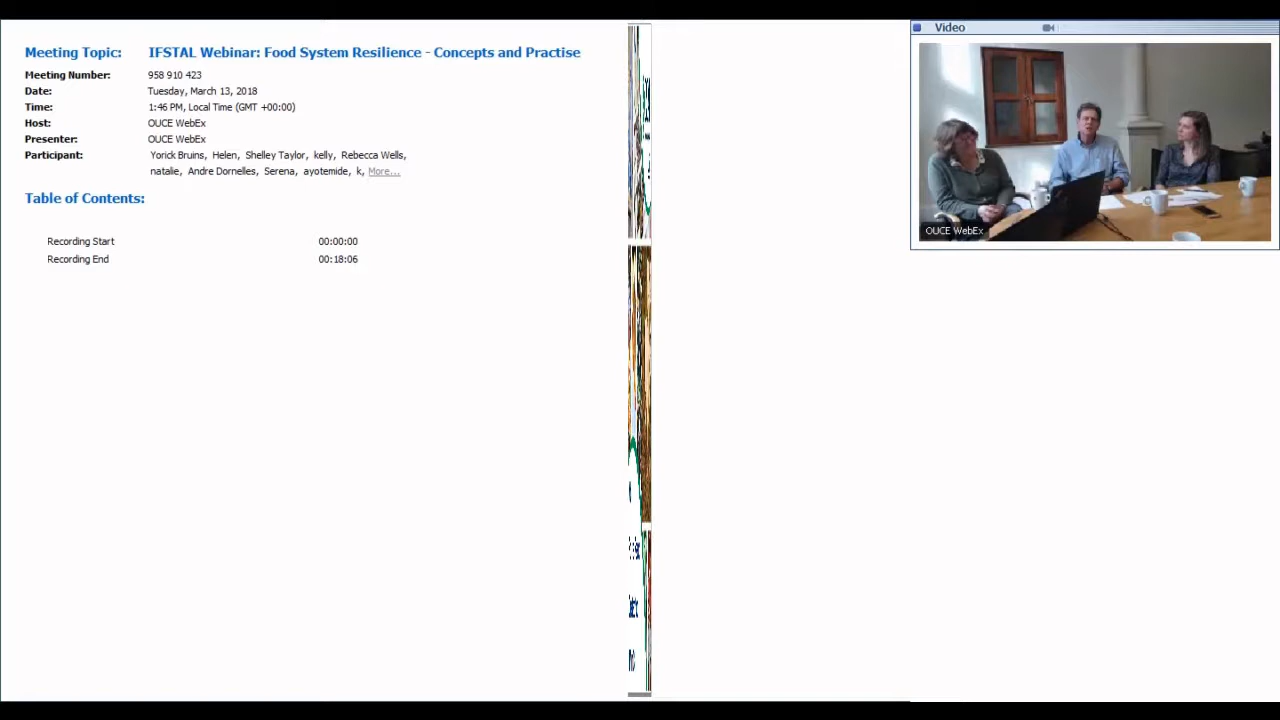 Meeting Topic: IFSTAL Webinar: Food System Resilience - Concepts and Practise
Meeting Number: 958 910 423
Date: Tuesday, March 13, 2018
Time: 1:46 PM, Local Time (GMT +00:00)
Host: OUCE WebEx
Presenter: OUCE WebEx
Participant: Yorick Bruins, Helen, Shelley Taylor, kelly, Rebecca Wells,
natalie, Andre Dornelles, Serena, ayotemide, k, More...
Table of Contents:
Recording Start 00:00:00
Recording End 00:18:06
Video
OUCE WebEx